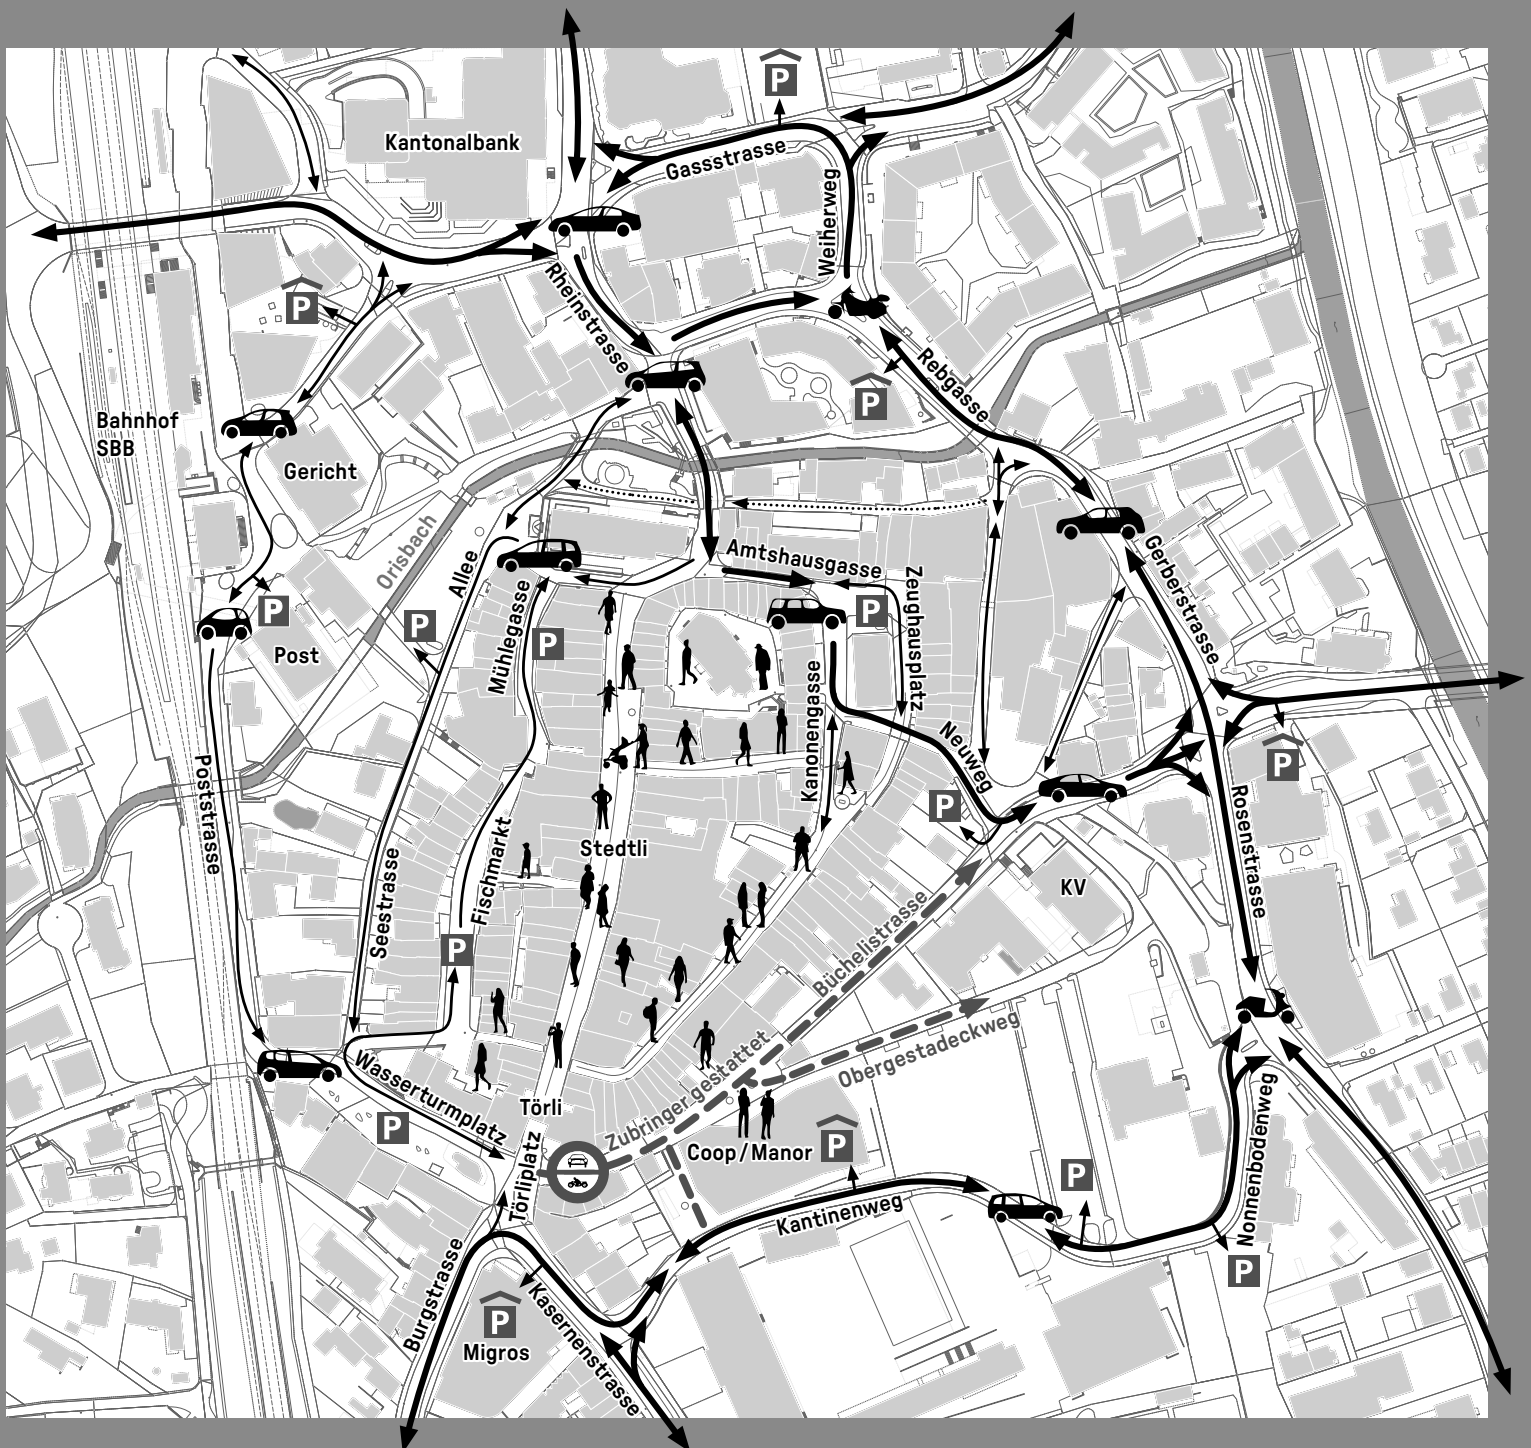 P
Kantonalbank
Gassstrasse
Weiherweg
Rheinstrasse
P
Rebgasse
P
Bahnhof
SBB
Gericht
Orisbach
Allee
Amtshausgasse
Zeughausplatz
Gerberstrasse
P
P
P
P
Post
Mühlegasse
Kanonengasse
Neuweg
P
Poststrasse
P
Rosenstrasse
Stedtli
Seestrasse
Fischmarkt
KV
P
Büchelistrasse
Obergestadeckweg
Zubringer gestattet
Wasserturmplatz
P
Törli
Törliplatz
Coop/Manor
P
P
Nonnenbodenweg
Kantinenweg
P
Burgstrasse
Kasernenstrasse
P
Migros